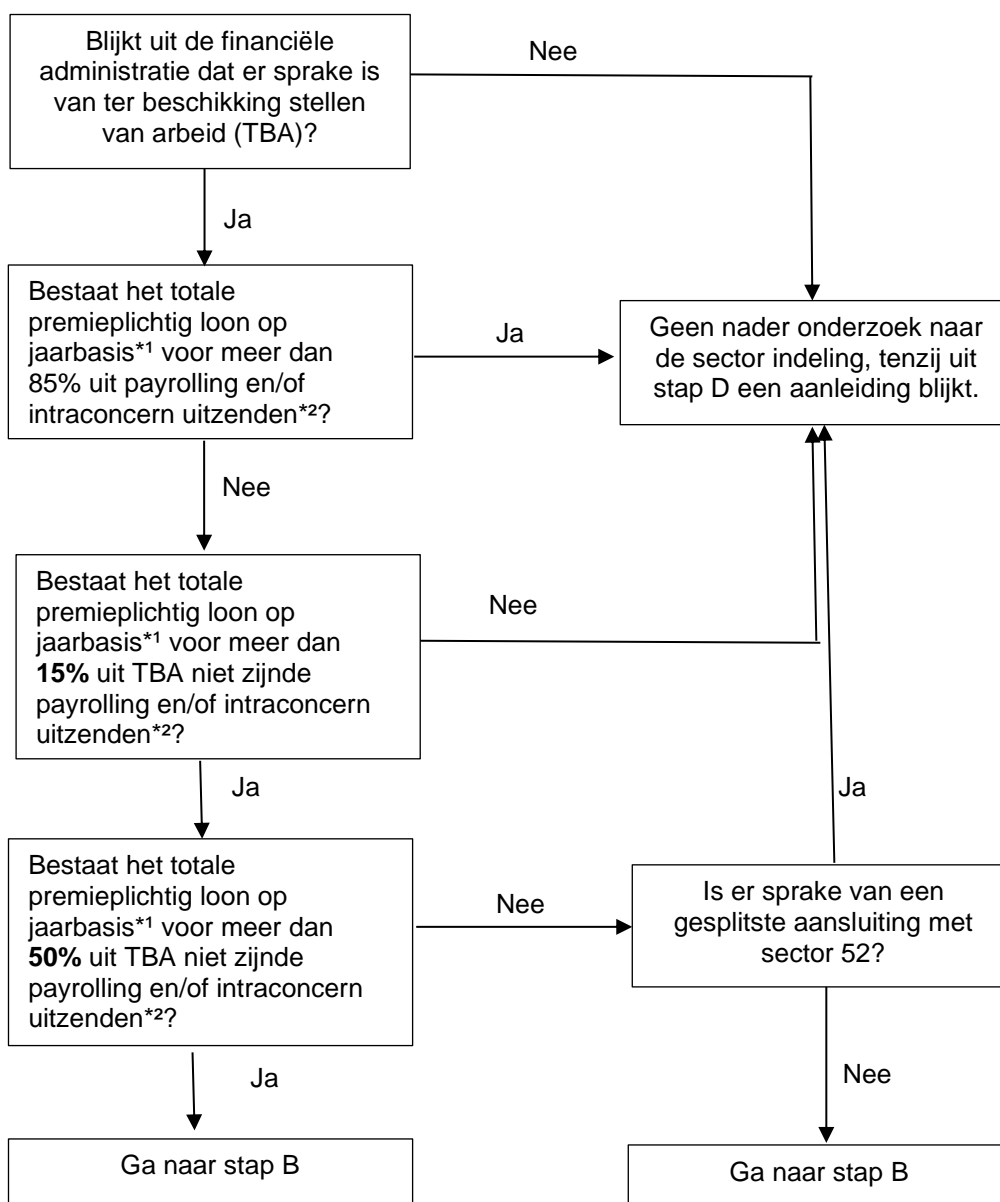 Blijkt uit de financiële
administratie dat er sprake is
van ter beschikking stellen
van arbeid (TBA)?
Nee
Ja
Bestaat het totale
premieplichtig loon op
jaarbasis*¹ voor meer dan
85% uit payrolling en/of
intraconcern uitzenden*²?
Ja
Geen nader onderzoek naar
de sector indeling, tenzij uit
stap D een aanleiding blijkt.
Nee
Bestaat het totale
premieplichtig loon op
jaarbasis*¹ voor meer dan
15% uit TBA niet zijnde
payrolling en/of intraconcern
uitzenden*²?
Nee
Ja
Ja
Bestaat het totale
premieplichtig loon op
jaarbasis*¹ voor meer dan
50% uit TBA niet zijnde
payrolling en/of intraconcern
uitzenden*²?
Nee
Is er sprake van een
gesplitste aansluiting met
sector 52?
Ja
Nee
Ga naar stap B
Ga naar stap B